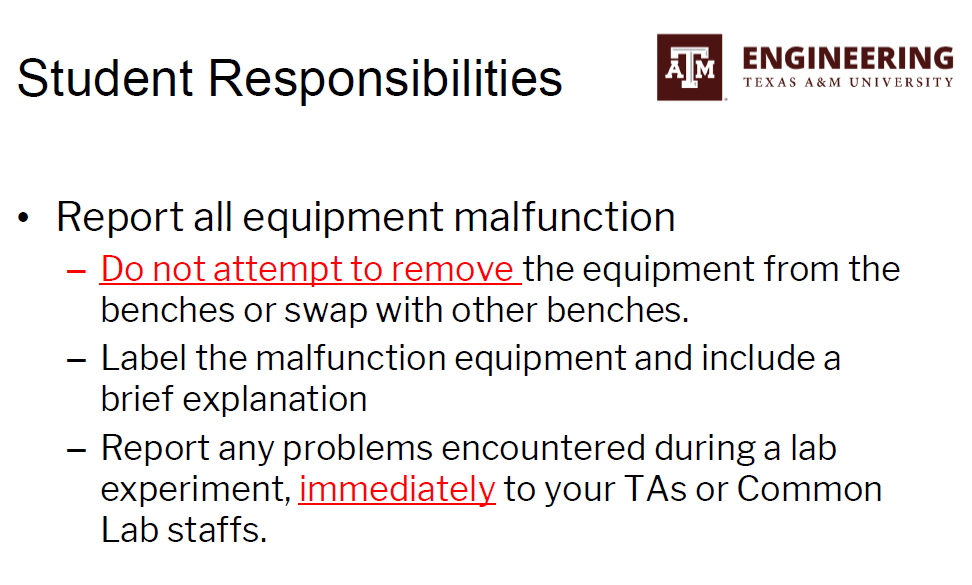 Student Responsibilities
ATM
ENGINEERING
TEXAS A&M UNIVERSITY
• Report all equipment malfunction
– Do not attempt to remove the equipment from the
benches or swap with other benches.
– Label the malfunction equipment and include a
brief explanation
– Report any problems encountered during a lab
experiment, immediately to your TAs or Common
Lab staffs.